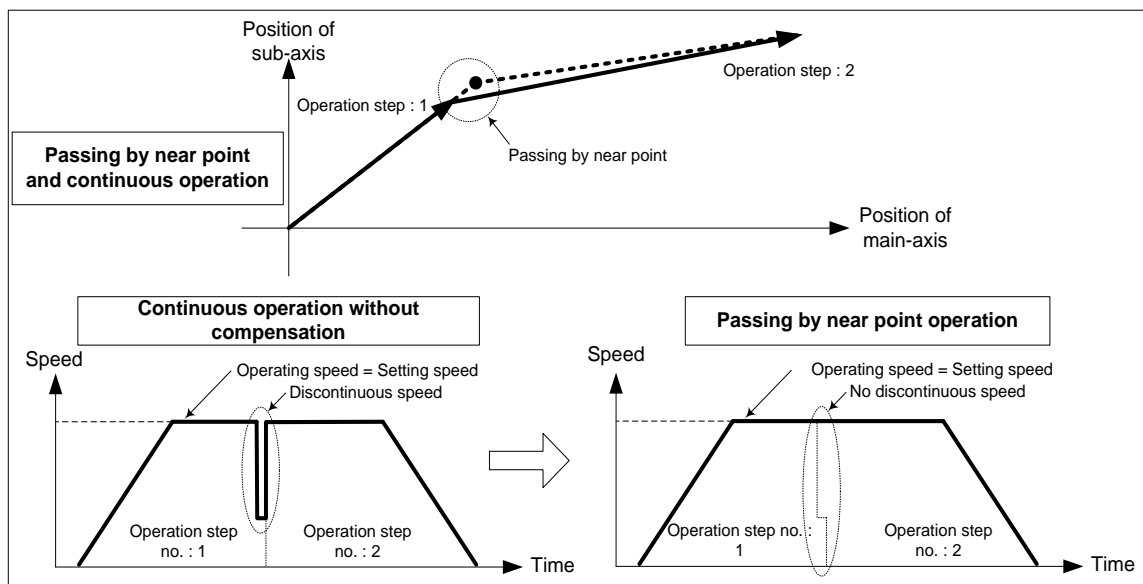 Position of
sub-axis
Operation step : 1
Operation step : 2
Passing by near point
Passing by near point
and continuous operation
Position of
main-axis
Continuous operation without
compensation
Speed
Operating speed = Setting speed
Discontinuous speed
Operation step
no. : 1
Operation step
no. : 2
Time
Passing by near point operation
Speed
Operating speed = Setting speed
No discontinuous speed
Operation step no. :
1
Operation step
no. : 2
Time